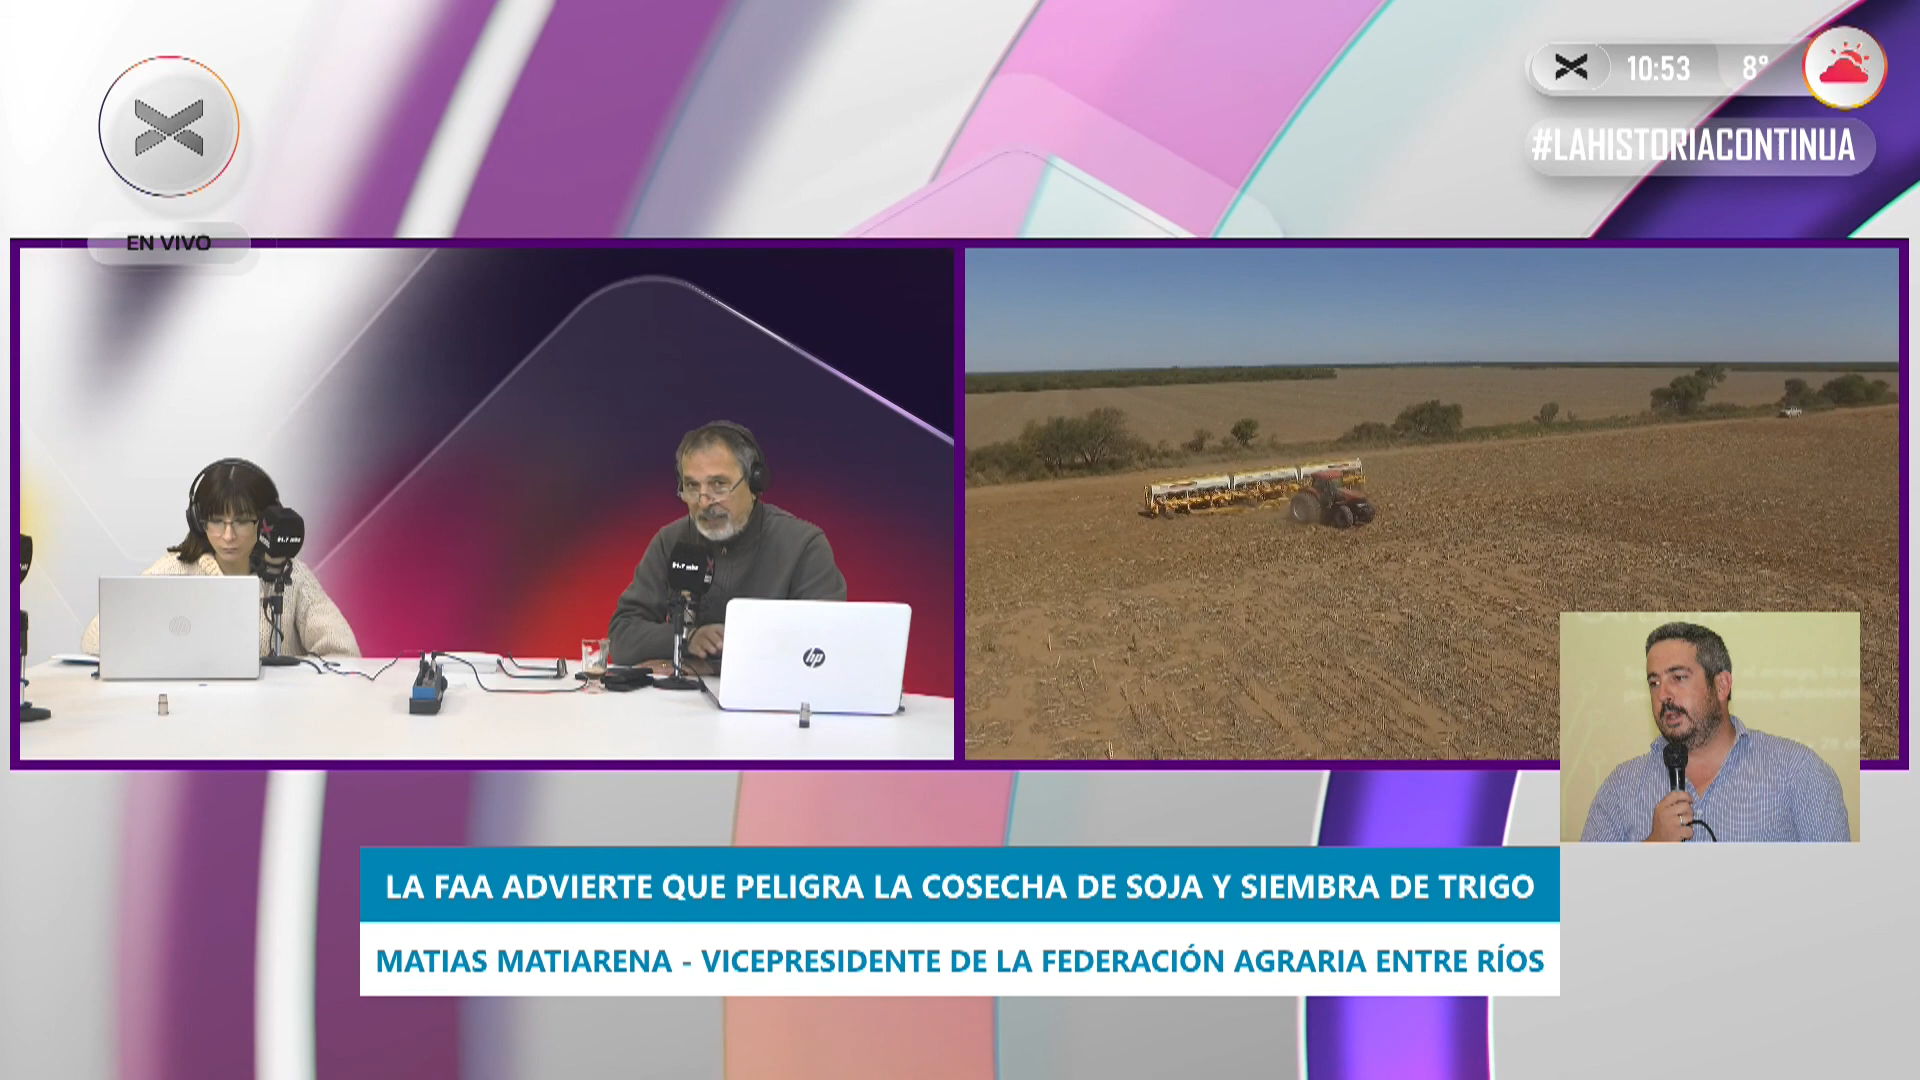 10:53
8°
#LAHISTORIACONTINUA
EN VIVO
hp
LA FAA ADVIERTE QUE PELIGRA LA COSECHA DE SOJA Y SIEMBRA DE TRIGO
MATIAS MATIARENA - VICEPRESIDENTE DE LA FEDERACIÓN AGRARIA ENTRE RÍOS